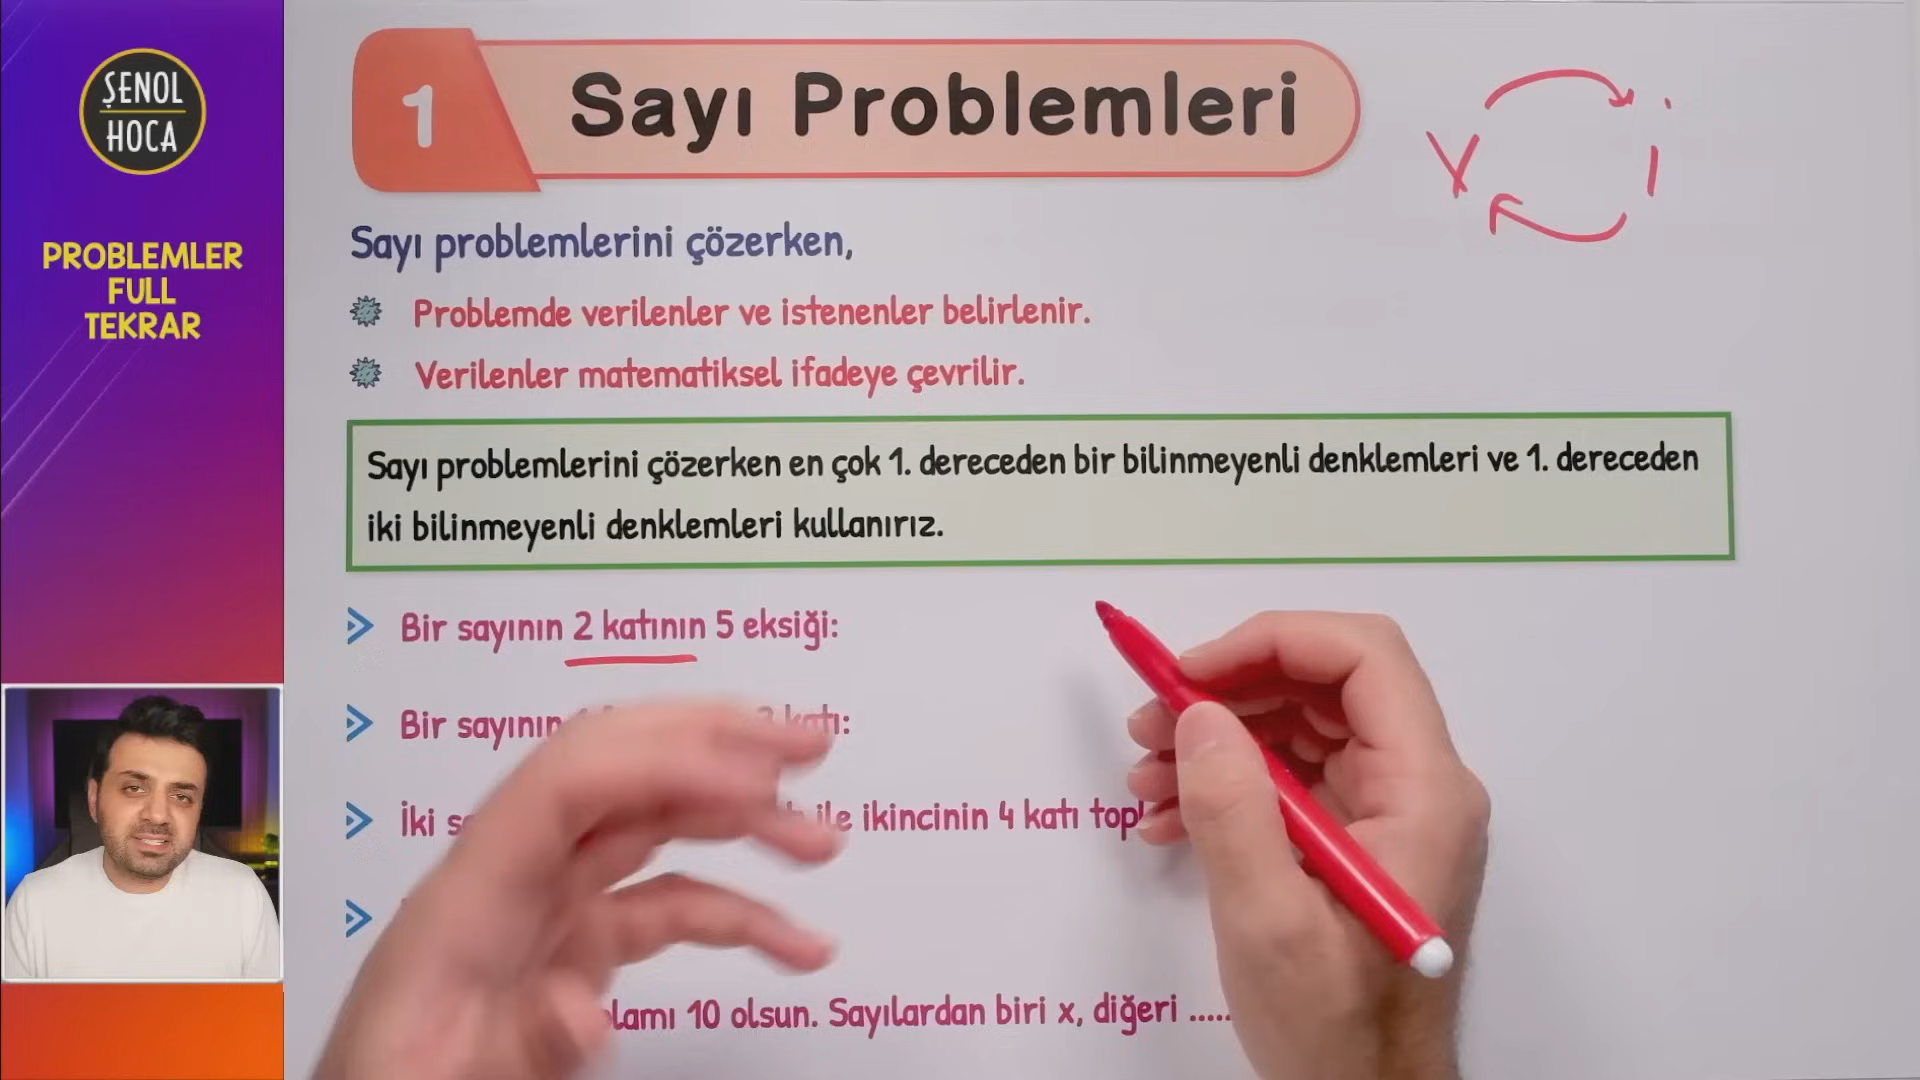 ŞENOL
HOCA
PROBLEMLER
FULL
TEKRAR
1
Sayı Problemleri
V
İ
Sayı problemlerini çözerken,
Problemde verilenler ve istenenler belirlenir.
Verilenler matematiksel ifadeye çevrilir.
Sayı problemlerini çözerken en çok 1. dereceden bir bilinmeyenli denklemleri ve 1. dereceden
iki bilinmeyenli denklemleri kullanırız.
Bir sayının 2 katının 5 eksiği:
Bir sayının katı:
İki ile ikincinin 4 katı
10 olsun. Sayılardan biri x, diğeri .....